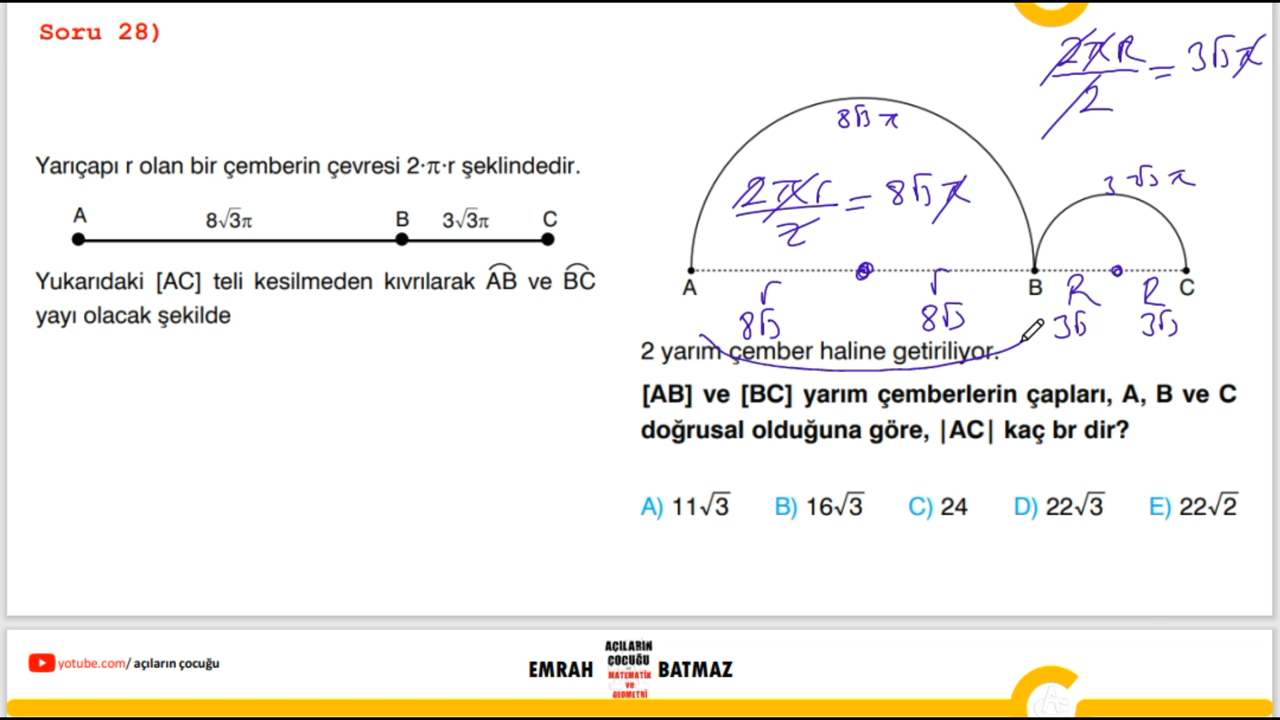 Soru 28)
Yarıçapı r olan bir çemberin çevresi 2·π·r şeklindedir.
A 8√3π B 3√3π C
Yukarıdaki [AC] teli kesilmeden kıvrılarak A͡B ve B͡C
yayı olacak şekilde
2πR/2 = 3√3π
8√3 π
3√3 π
2πr/2 = 8√3π
A B C
r r R R
8√3 8√3 3√3 3√3
2 yarım çember haline getiriliyor.
[AB] ve [BC] yarım çemberlerin çapları, A, B ve C
doğrusal olduğuna göre, |AC| kaç br dir?
A) 11√3 B) 16√3 C) 24 D) 22√3 E) 22√2
yotube.com/ açıların çocuğu
EMRAH
AÇILARIN
ÇOCUĞU
MATEMATİK
ve
GEOMETRİ
BATMAZ